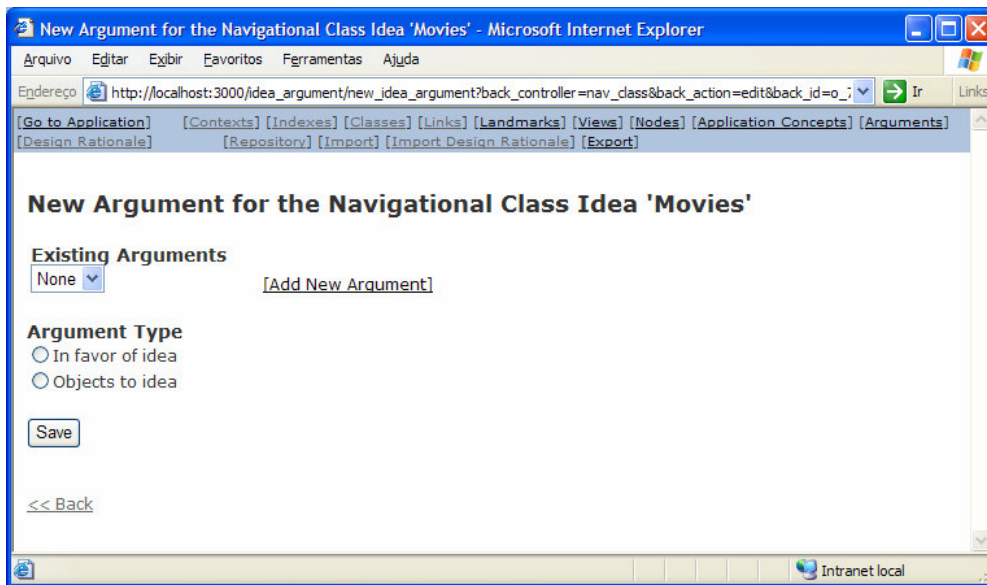 New Argument for the Navigational Class Idea 'Movies' - Microsoft Internet Explorer
Arquivo Editar Exibir Favoritos Ferramentas Ajuda
Endereço http://localhost:3000/idea_argument/new_idea_argument?back_controller=nav_class&back_action=edit&back_id=o_ Ir Links
[Go to Application] [Contexts] [Indexes] [Classes] [Links] [Landmarks] [Views] [Nodes] [Application Concepts] [Arguments]
[Design Rationale] [Repository] [Import] [Import Design Rationale] [Export]
New Argument for the Navigational Class Idea 'Movies'
Existing Arguments
None [Add New Argument]
Argument Type
In favor of idea
Objects to idea
Save
<< Back
Intranet local